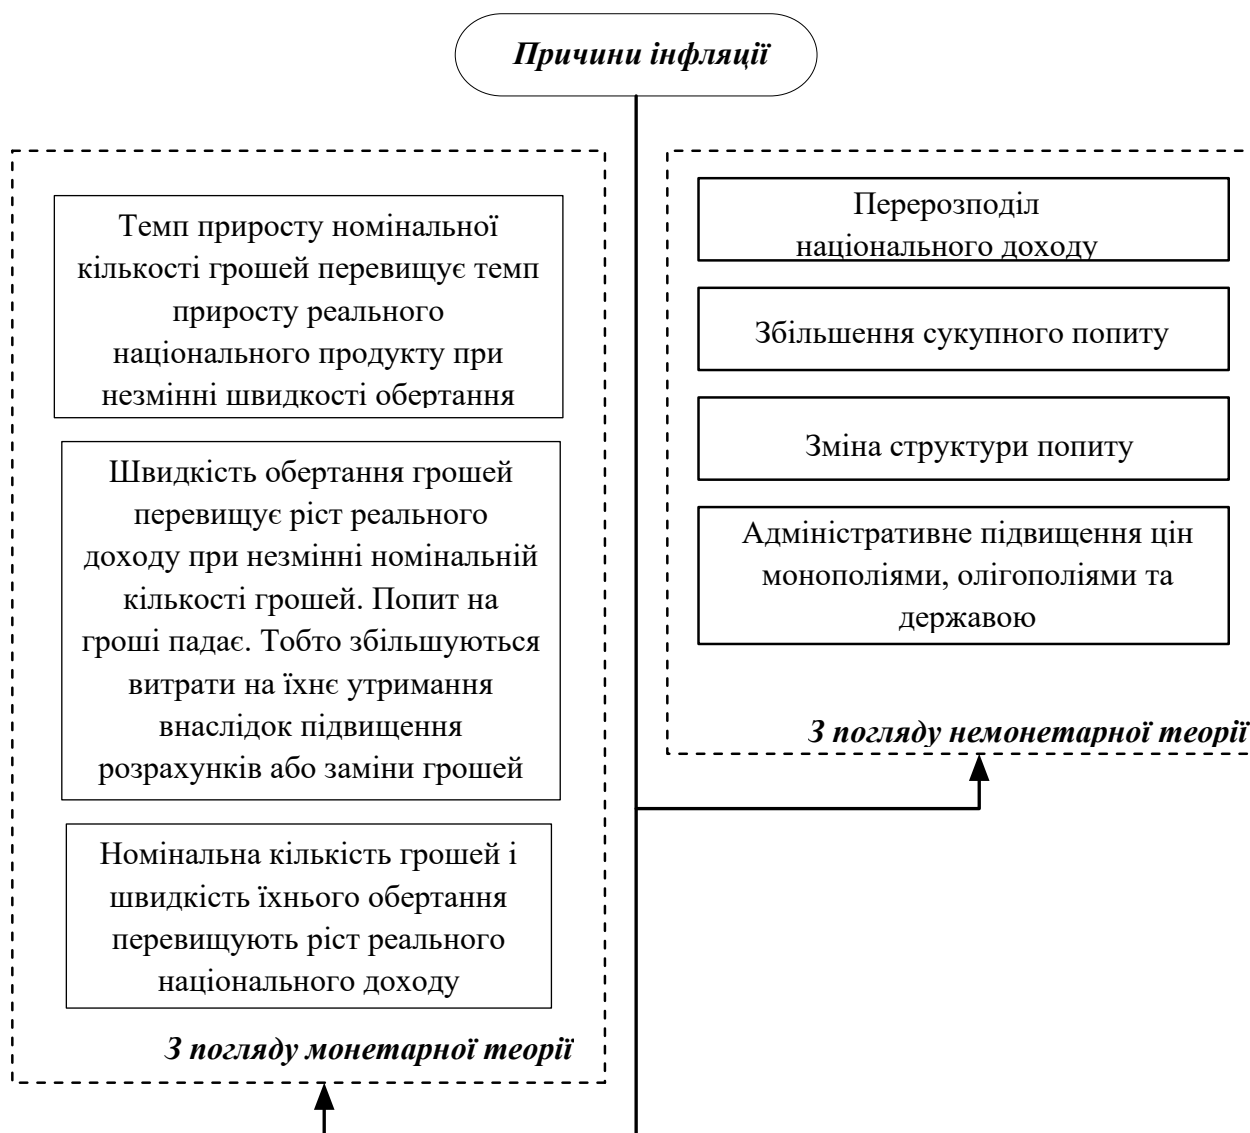 Причини інфляції
Темп приросту номінальної
кількості грошей перевищує темп
приросту реального
національного продукту при
незмінні швидкості обертання
Швидкість обертання грошей
перевищує ріст реального
доходу при незмінні номінальній
кількості грошей. Попит на
гроші падає. Тобто збільшуються
витрати на їхнє утримання
внаслідок підвищення
розрахунків або заміни грошей
Номінальна кількість грошей і
швидкість їхнього обертання
перевищують ріст реального
національного доходу
З погляду монетарної теорії
Перерозподіл
національного доходу
Збільшення сукупного попиту
Зміна структури попиту
Адміністративне підвищення цін
монополіями, олігополіями та
державою
З погляду немонетарної теорії